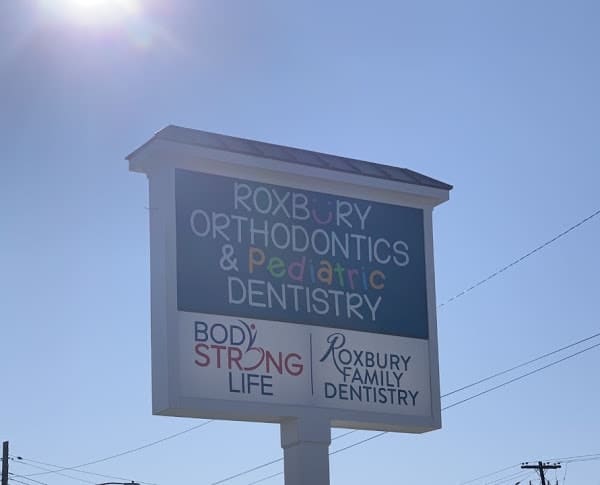 ROXBURY
ORTHODONTICS
& Pediatric
DENTISTRY
BODY
STRONG
LIFE
ROXBURY
FAMILY
DENTISTRY